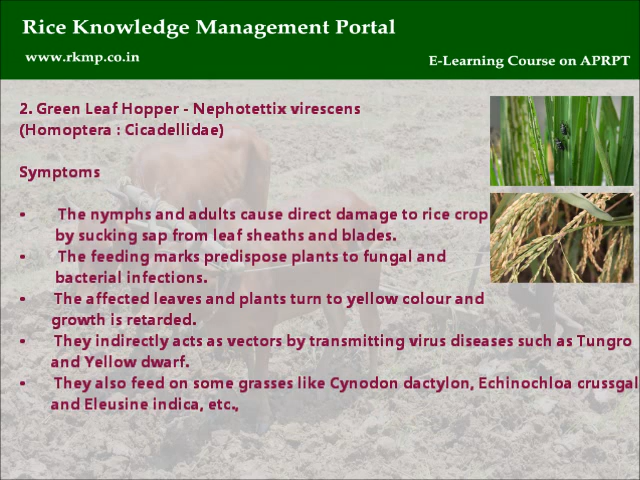 Rice Knowledge Management Portal
www.rkmp.co.in
E-Learning Course on APRPT
2. Green Leaf Hopper - Nephotettix virescens
(Homoptera : Cicadellidae)
Symptoms
• The nymphs and adults cause direct damage to rice crop
by sucking sap from leaf sheaths and blades.
• The feeding marks predispose plants to fungal and
bacterial infections.
• The affected leaves and plants turn to yellow colour and
growth is retarded.
• They indirectly acts as vectors by transmitting virus diseases such as Tungro
and Yellow dwarf.
• They also feed on some grasses like Cynodon dactylon, Echinochloa crussgal
and Eleusine indica, etc.,